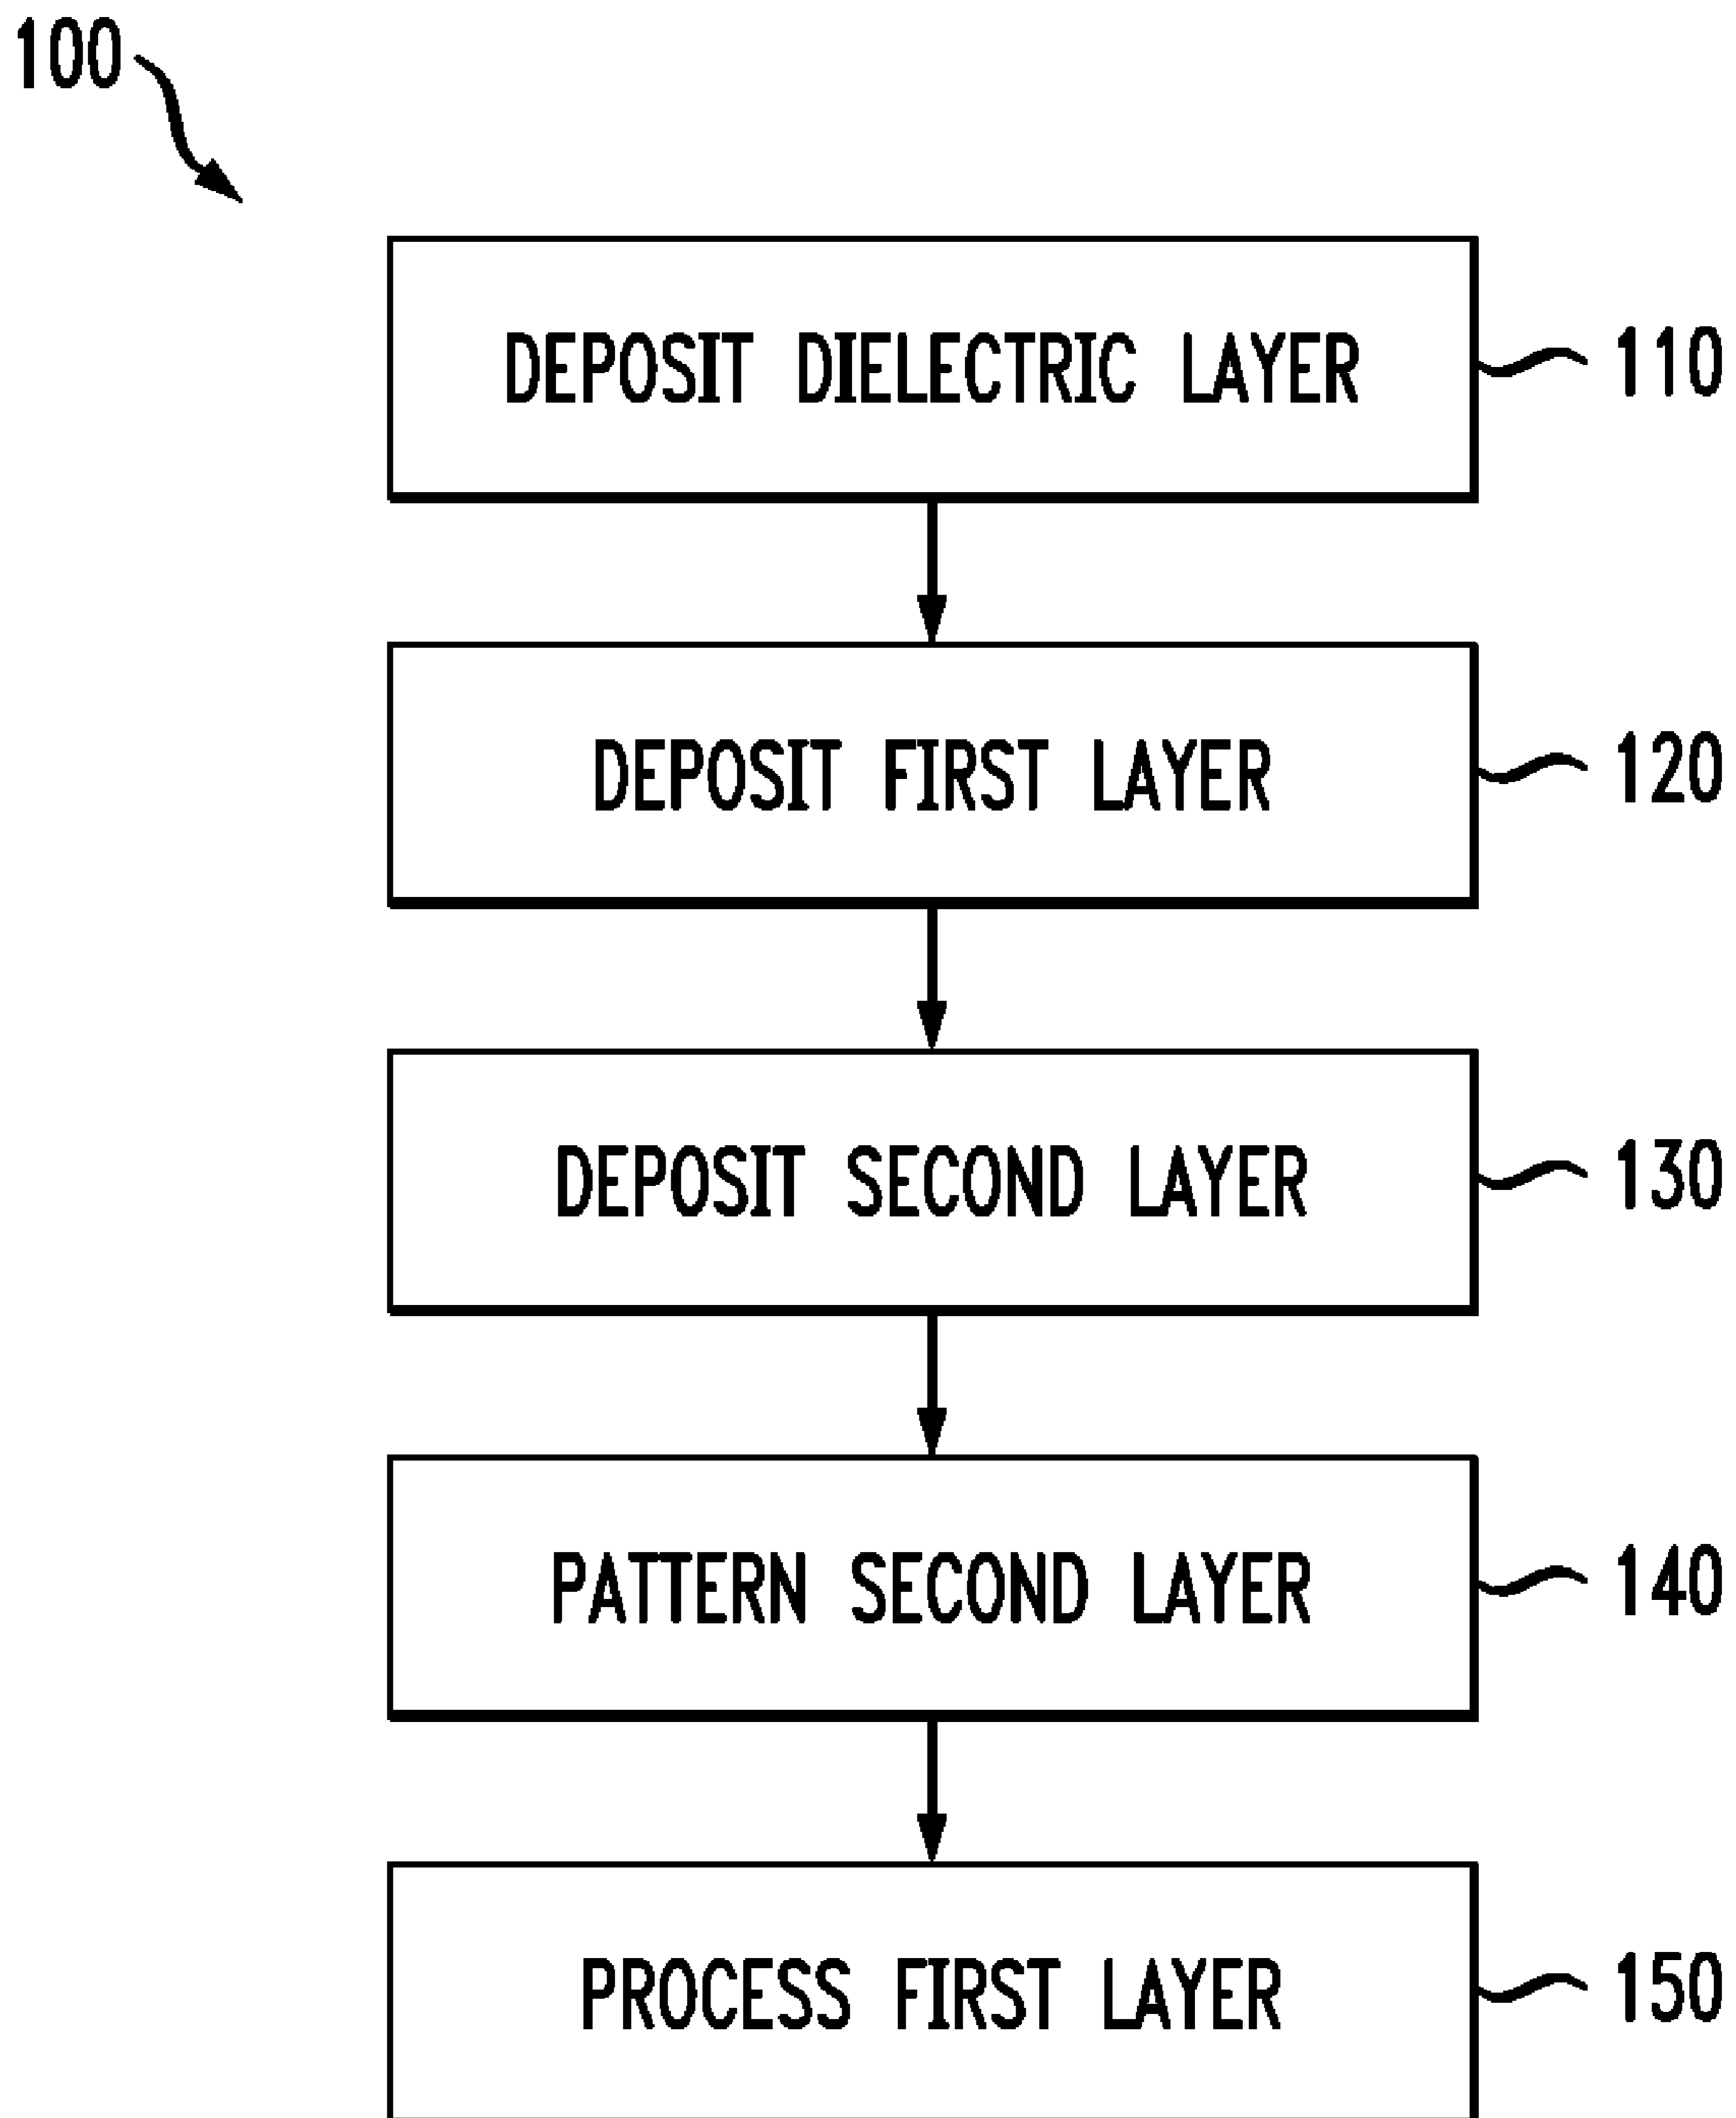 100
DEPOSIT DIELECTRIC LAYER 110
DEPOSIT FIRST LAYER 120
DEPOSIT SECOND LAYER 130
PATTERN SECOND LAYER 140
PROCESS FIRST LAYER 150